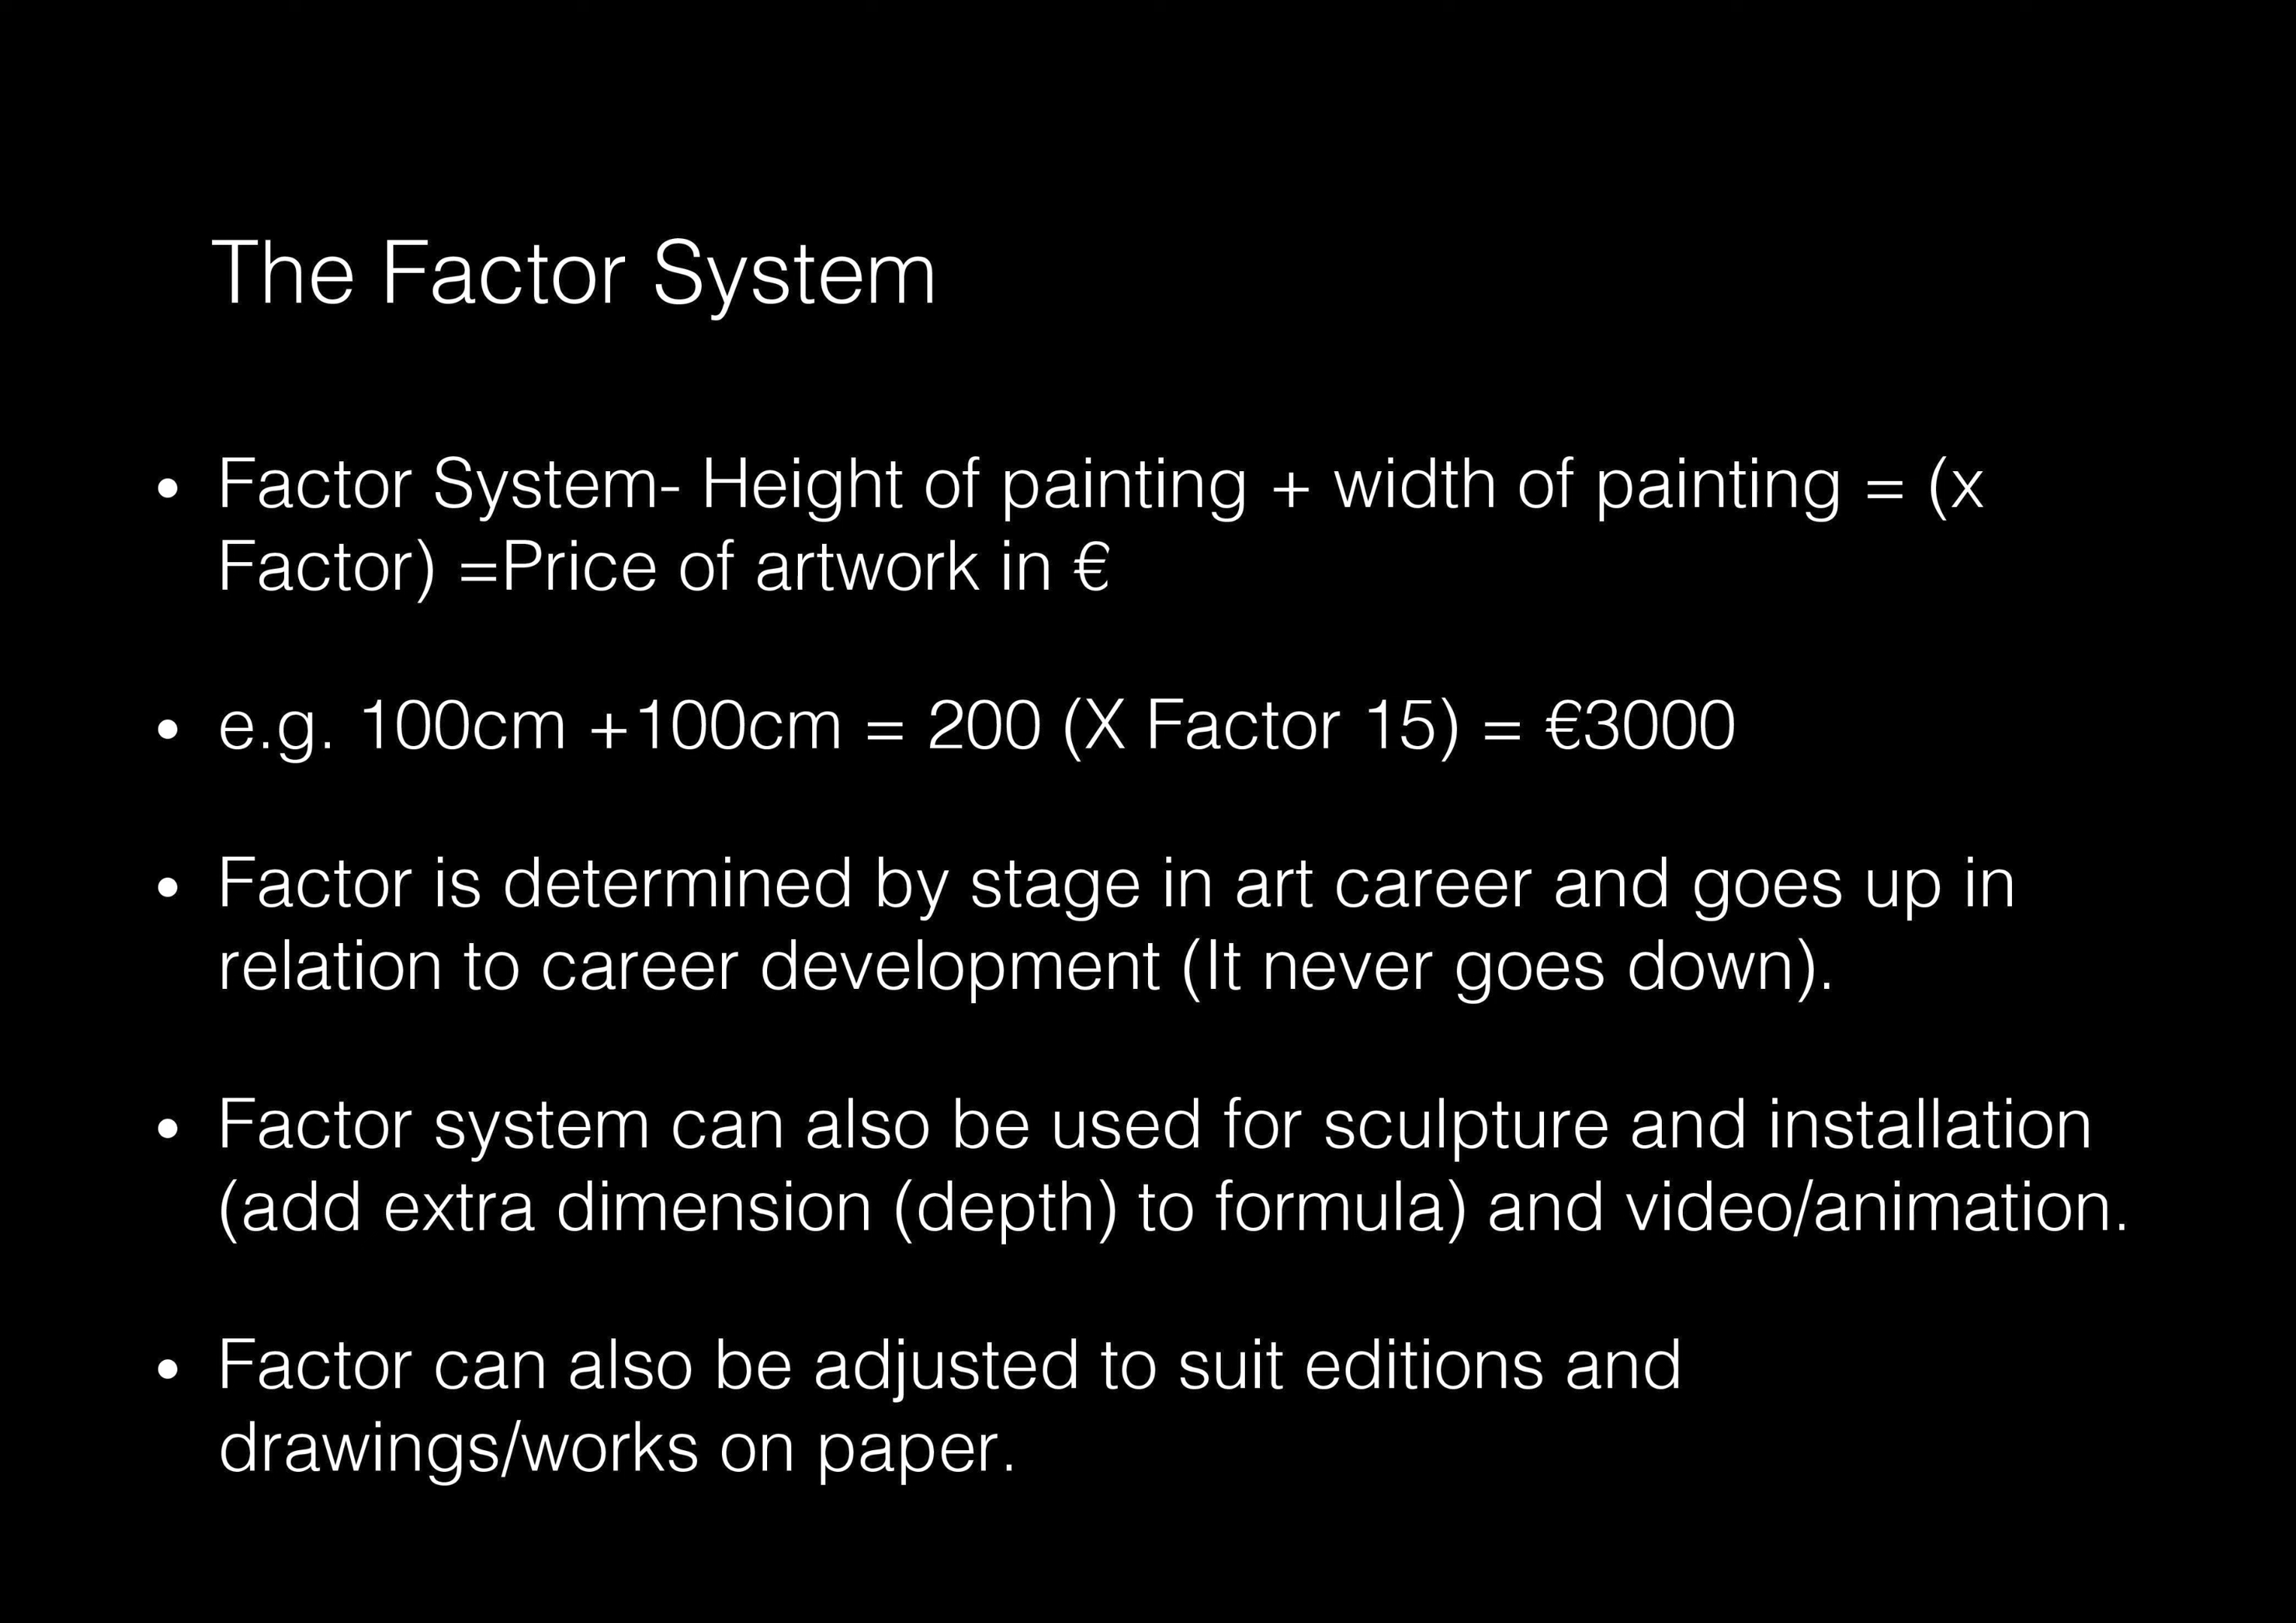 The Factor System
• Factor System- Height of painting + width of painting = (x
Factor) =Price of artwork in €
• e.g. 100cm +100cm = 200 (X Factor 15) = €3000
• Factor is determined by stage in art career and goes up in
relation to career development (It never goes down).
• Factor system can also be used for sculpture and installation
(add extra dimension (depth) to formula) and video/animation.
• Factor can also be adjusted to suit editions and
drawings/works on paper.